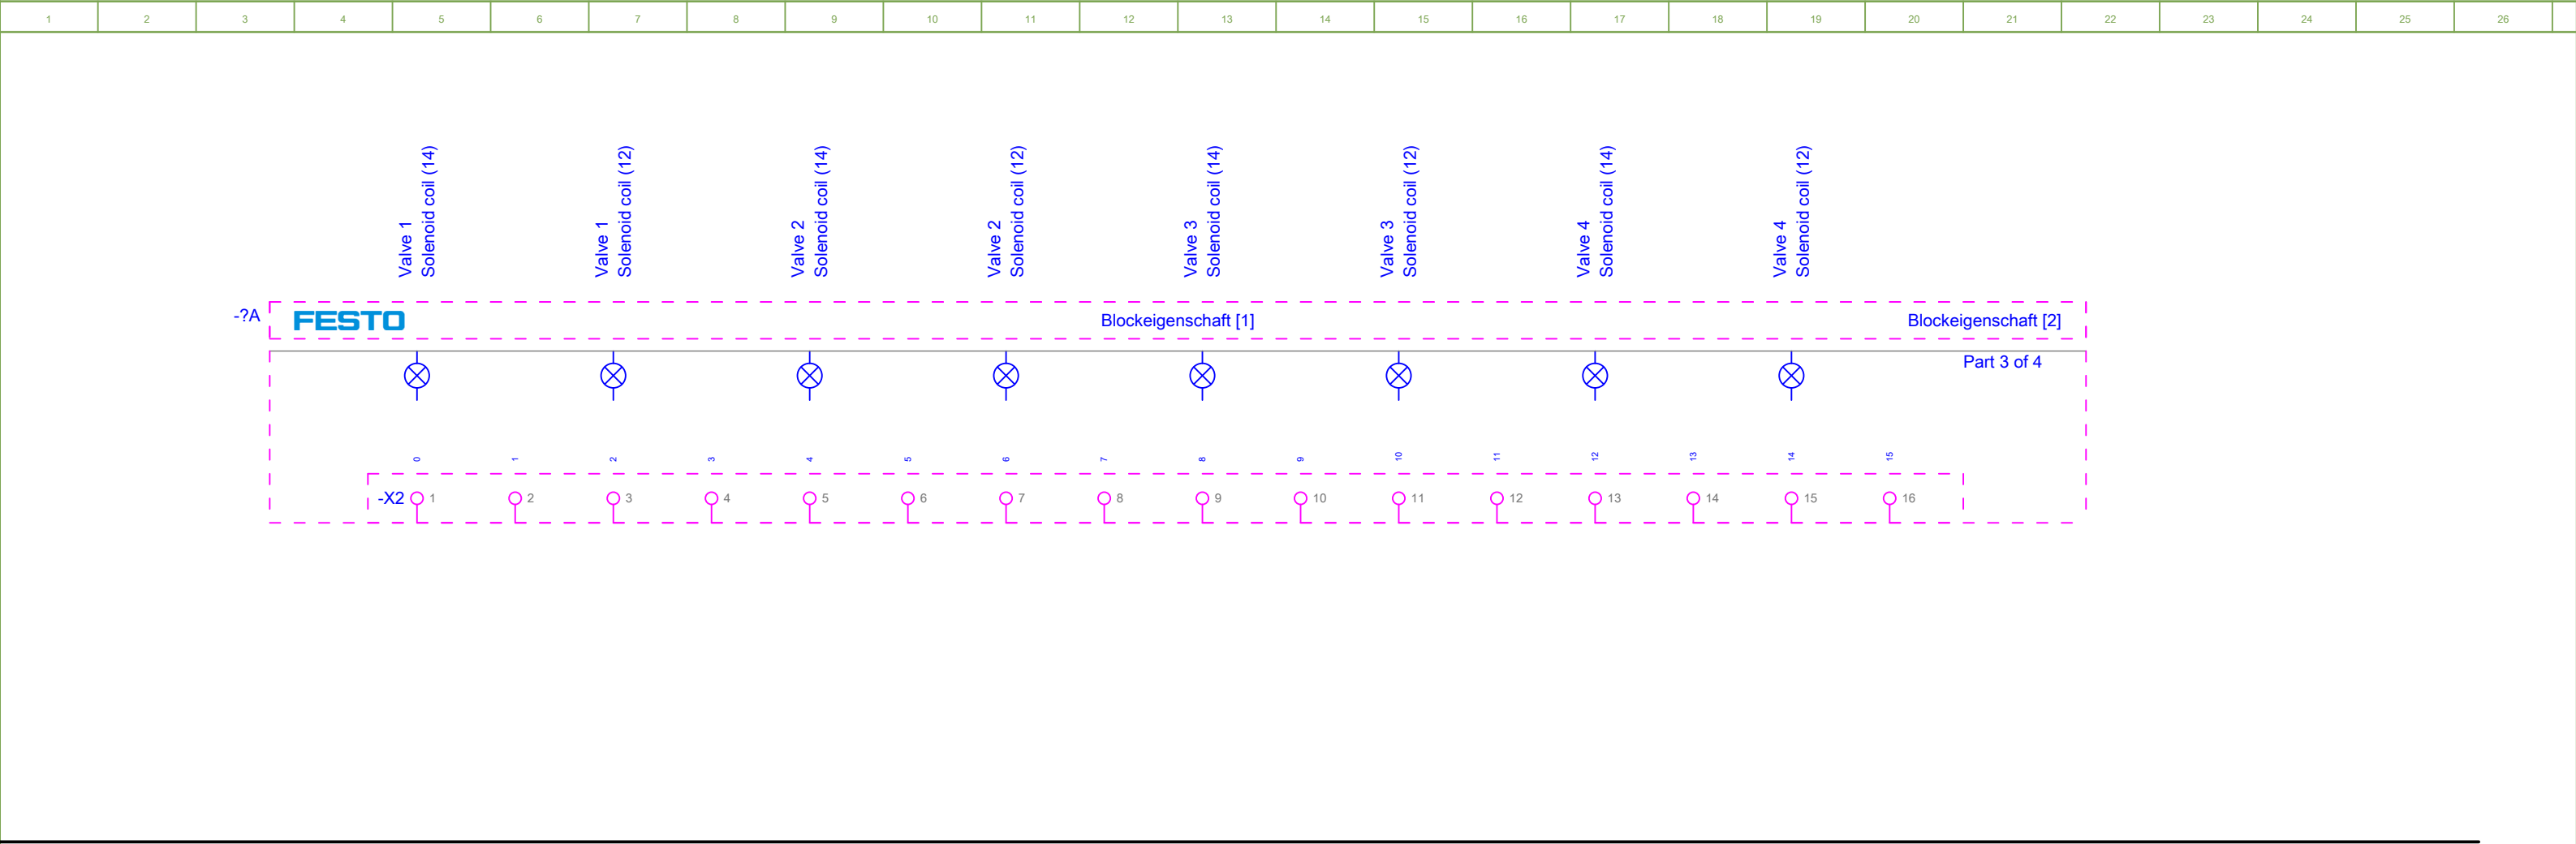 1 2 3 4 5 6 7 8 9 10 11 12 13 14 15 16 17 18 19 20 21 22 23 24 25 26
Valve 1
Solenoid coil (14)
Valve 1
Solenoid coil (12)
Valve 2
Solenoid coil (14)
Valve 2
Solenoid coil (12)
Valve 3
Solenoid coil (14)
Valve 3
Solenoid coil (12)
Valve 4
Solenoid coil (14)
Valve 4
Solenoid coil (12)
-?A FESTO Blockeigenschaft [1] Blockeigenschaft [2]
Part 3 of 4
0 1 2 3 4 5 6 7 8 9 10 11 12 13 14 15
-X2 1 2 3 4 5 6 7 8 9 10 11 12 13 14 15 16